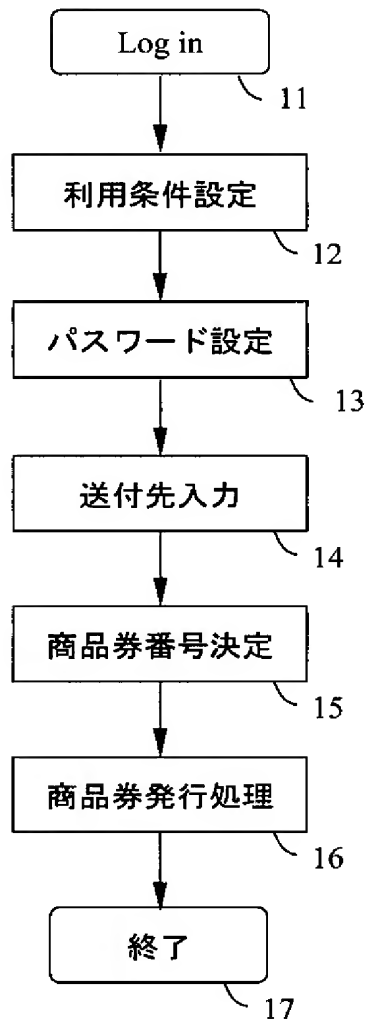 Log in
11
利用条件設定
12
パスワード設定
13
送付先入力
14
商品券番号決定
15
商品券発行処理
16
終了
17